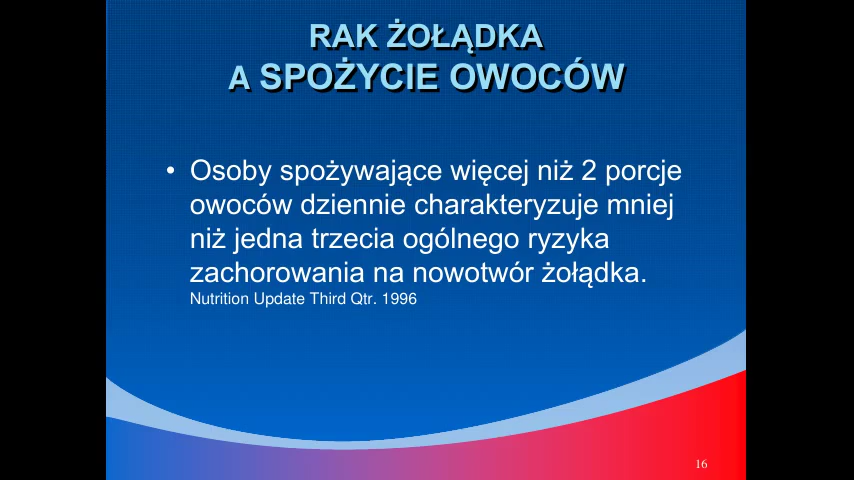 RAK ŻOŁĄDKA
A SPOŻYCIE OWOCÓW
• Osoby spożywające więcej niż 2 porcje
owoców dziennie charakteryzuje mniej
niż jedna trzecia ogólnego ryzyka
zachorowania na nowotwór żołądka.
Nutrition Update Third Qtr. 1996
16